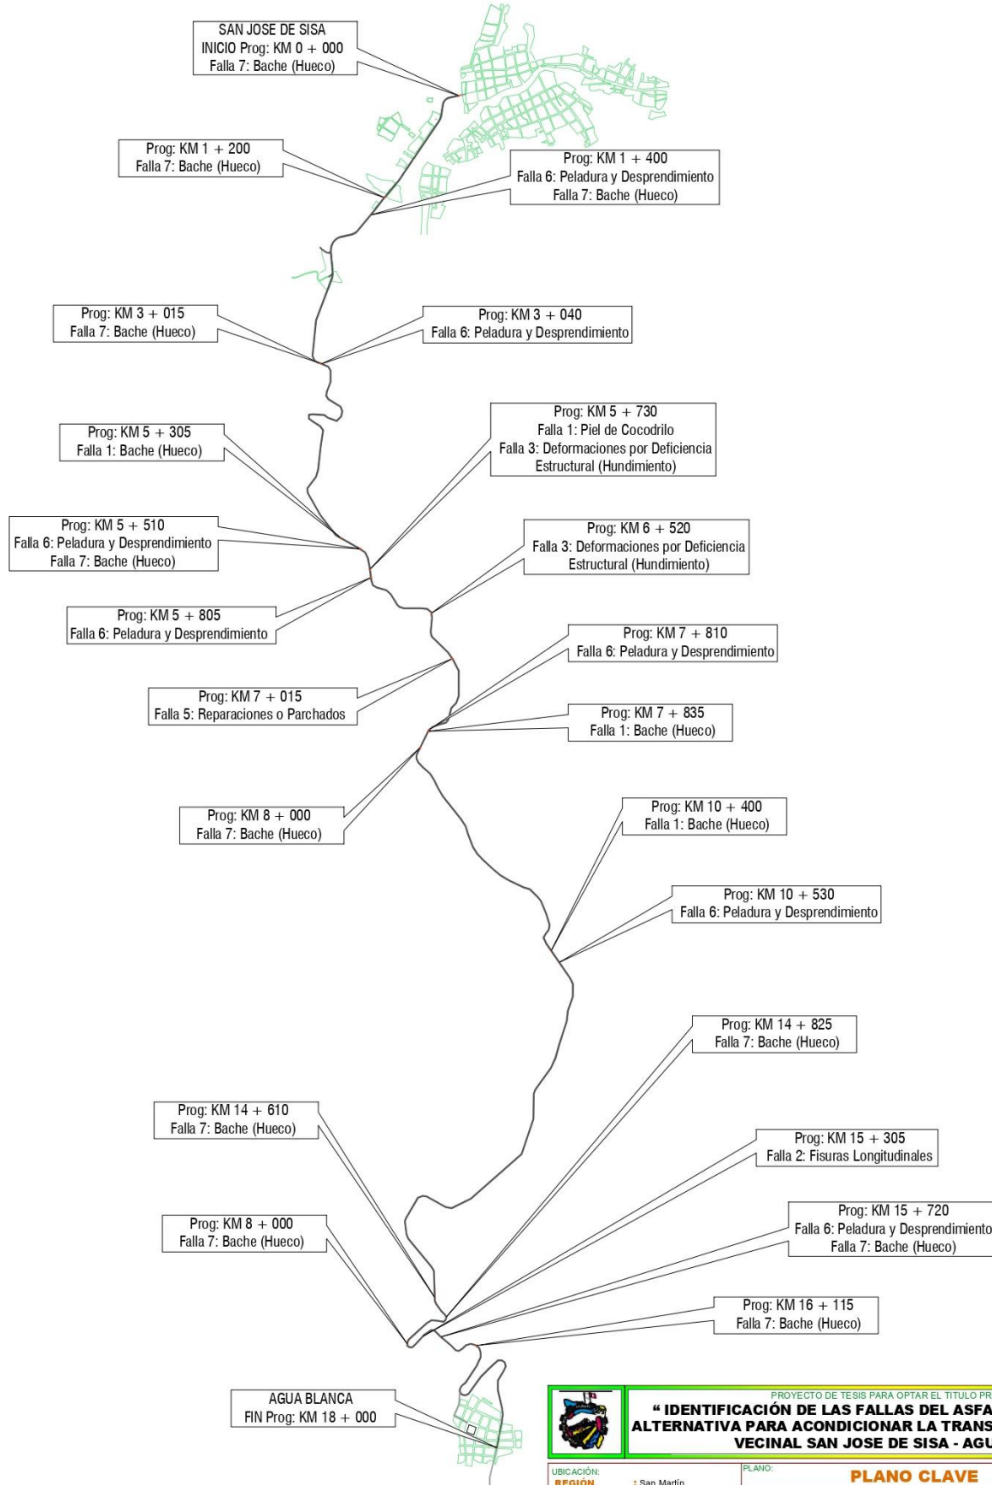 SAN JOSE DE SISA
INICIO Prog: KM 0 + 000
Falla 7: Bache (Hueco)
Prog: KM 1 + 200
Falla 7: Bache (Hueco)
Prog: KM 1 + 400
Falla 6: Peladura y Desprendimiento
Falla 7: Bache (Hueco)
Prog: KM 3 + 015
Falla 7: Bache (Hueco)
Prog: KM 3 + 040
Falla 6: Peladura y Desprendimiento
Prog: KM 5 + 305
Falla 1: Bache (Hueco)
Prog: KM 5 + 730
Falla 1: Piel de Cocodrilo
Falla 3: Deformaciones por Deficiencia
Estructural (Hundimiento)
Prog: KM 5 + 510
Falla 6: Peladura y Desprendimiento
Falla 7: Bache (Hueco)
Prog: KM 6 + 520
Falla 3: Deformaciones por Deficiencia
Estructural (Hundimiento)
Prog: KM 5 + 805
Falla 6: Peladura y Desprendimiento
Prog: KM 7 + 810
Falla 6: Peladura y Desprendimiento
Prog: KM 7 + 015
Falla 5: Reparaciones o Parchados
Prog: KM 7 + 835
Falla 1: Bache (Hueco)
Prog: KM 8 + 000
Falla 7: Bache (Hueco)
Prog: KM 10 + 400
Falla 1: Bache (Hueco)
Prog: KM 10 + 530
Falla 6: Peladura y Desprendimiento
Prog: KM 14 + 825
Falla 7: Bache (Hueco)
Prog: KM 14 + 610
Falla 7: Bache (Hueco)
Prog: KM 15 + 305
Falla 2: Fisuras Longitudinales
Prog: KM 8 + 000
Falla 7: Bache (Hueco)
Prog: KM 15 + 720
Falla 6: Peladura y Desprendimiento
Falla 7: Bache (Hueco)
Prog: KM 16 + 115
Falla 7: Bache (Hueco)
AGUA BLANCA
FIN Prog: KM 18 + 000
PROYECTO DE TESIS PARA OPTAR EL TITULO PR
" IDENTIFICACIÓN DE LAS FALLAS DEL ASFA
ALTERNATIVA PARA ACONDICIONAR LA TRANS
VECINAL SAN JOSE DE SISA - AGU
UBICACIÓN:
REGIÓN : San Martín
PLANO:
PLANO CLAVE